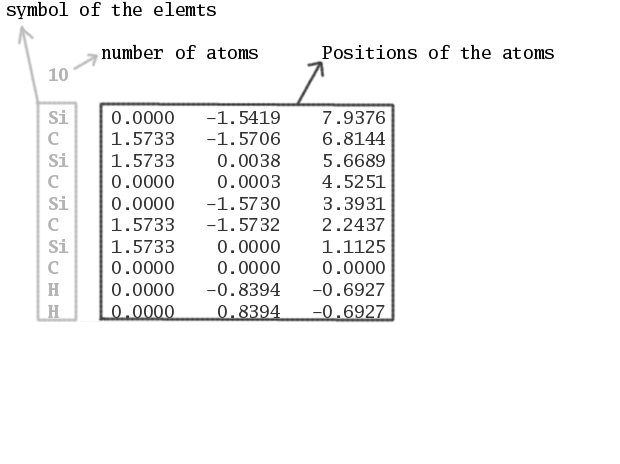 symbol of the elemts
number of atoms Positions of the atoms
10
Si 0.0000 -1.5419 7.9376
C 1.5733 -1.5706 6.8144
Si 1.5733 0.0038 5.6689
C 0.0000 0.0003 4.5251
Si 0.0000 -1.5730 3.3931
C 1.5733 -1.5732 2.2437
Si 1.5733 0.0000 1.1125
C 0.0000 0.0000 0.0000
H 0.0000 -0.8394 -0.6927
H 0.0000 0.8394 -0.6927